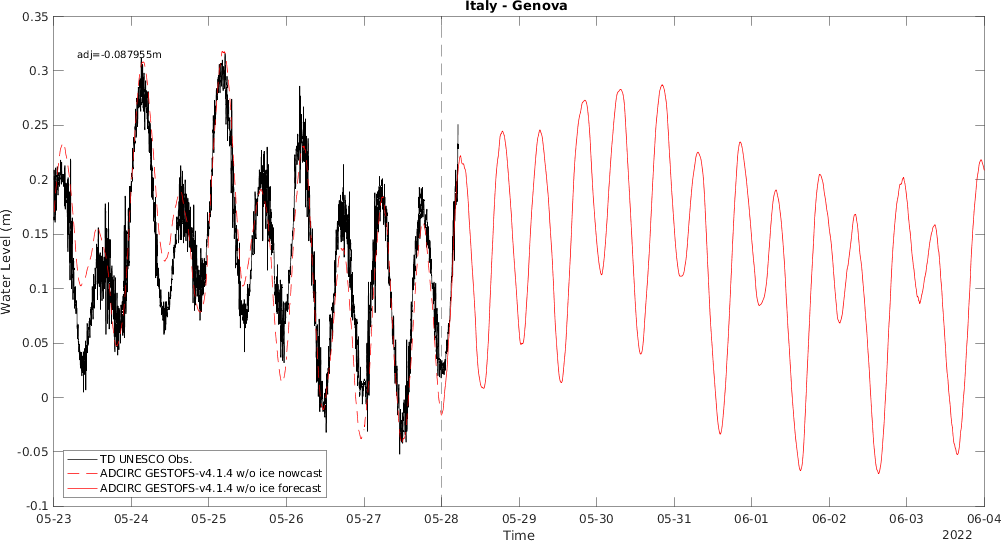 Italy - Genova
adj=-0.087955m
Water Level (m)
0.35
0.3
0.25
0.2
0.15
0.1
0.05
0
-0.05
-0.1
TD UNESCO Obs.
ADCIRC GESTOFS-v4.1.4 w/o ice nowcast
ADCIRC GESTOFS-v4.1.4 w/o ice forecast
05-23 05-24 05-25 05-26 05-27 05-28 05-29 05-30 05-31 06-01 06-02 06-03 06-04
Time
2022